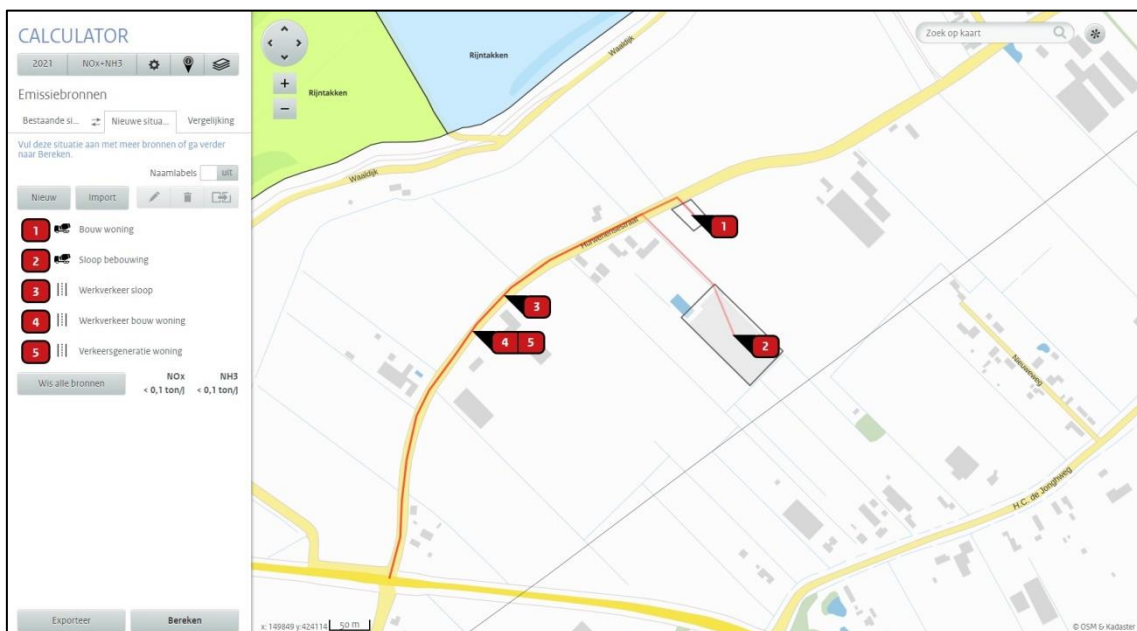 CALCULATOR
2021 NOx+NH3
Emissiebronnen
Bestaande si... Nieuwe situa... Vergelijking
Vul deze situatie aan met meer bronnen of ga verder
naar Bereken.
Naamlabels uit
Nieuw Import
1 Bouw woning
2 Sloop bebouwing
3 Werkverkeer sloop
4 Werkverkeer bouw woning
5 Verkeersgeneratie woning
Wis alle bronnen NOx NH3
< 0,1 ton/j < 0,1 ton/j
Exporteer Bereken
Zoek op kaart
Rijntakken
Rijntakken
Waaldijk
Waaldijk
Hurwenensestraat
1
2
3
4 5
Nieuweweg
H.C. de Jonghweg
x: 149849 y:424114 50 m
© OSM & Kadaster